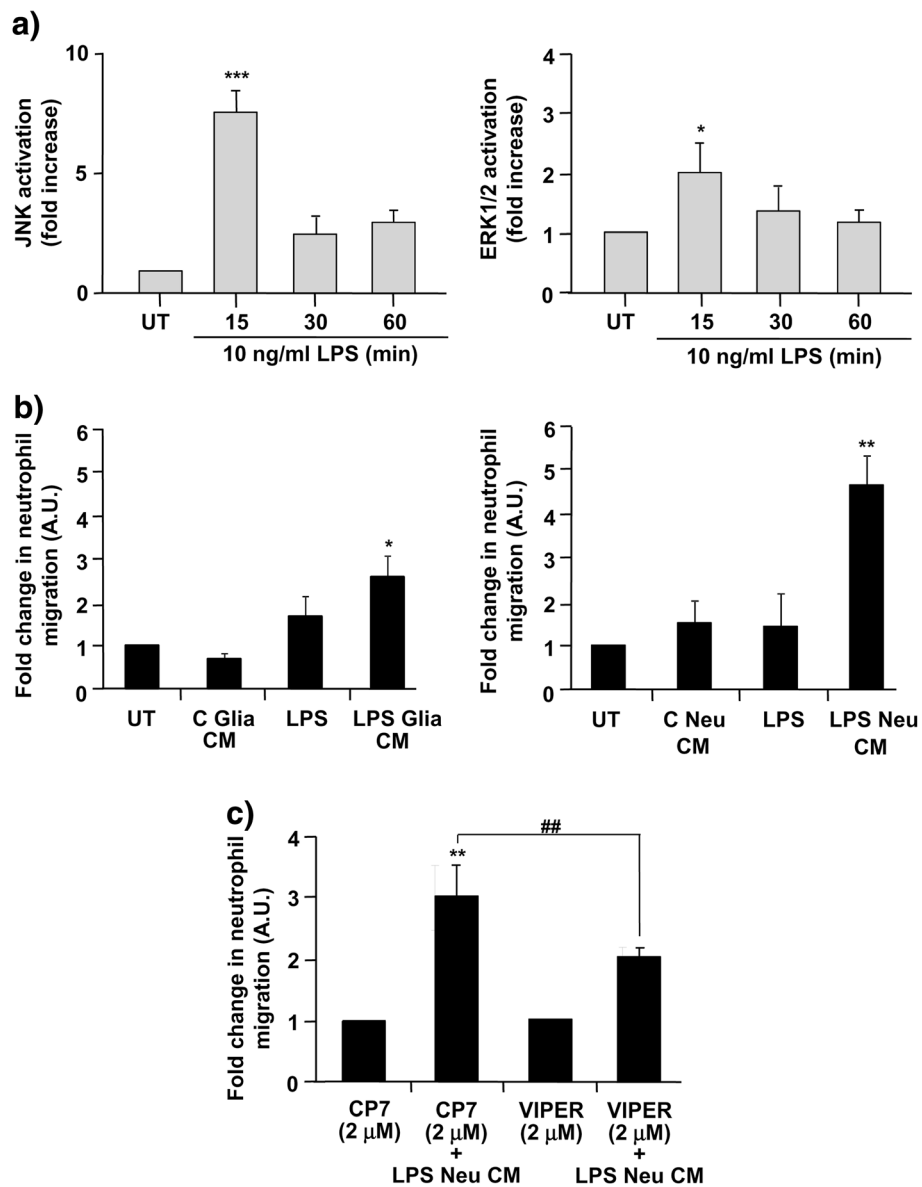 a)
JNK activation
(fold increase)
10
5
0
***
UT
15
30
60
10 ng/ml LPS (min)
ERK1/2 activation
(fold increase)
4
3
2
1
0
*
UT
15
30
60
10 ng/ml LPS (min)
b)
Fold change in neutrophil
migration (A.U.)
6
5
4
3
2
1
0
*
UT
C Glia
CM
LPS
LPS Glia
CM
Fold change in neutrophil
migration (A.U.)
6
5
4
3
2
1
0
**
UT
C Neu
CM
LPS
LPS Neu
CM
c)
Fold change in neutrophil
migration (A.U.)
4
3
2
1
0
**
##
CP7
(2 μM)
CP7
(2 μM)
+
LPS Neu CM
VIPER
(2 μM)
VIPER
(2 μM)
+
LPS Neu CM